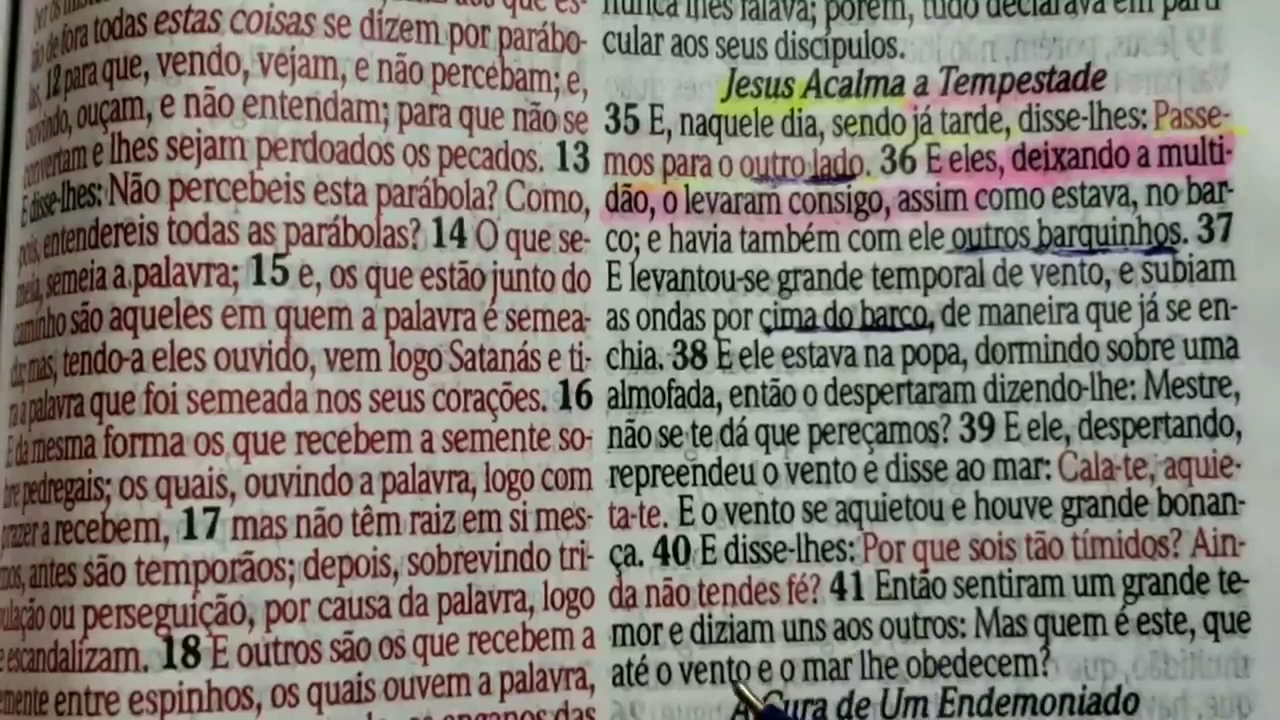 todas estas coisas se dizem por parábo-
12 para que, vendo, vejam, e não percebam; e,
ouvindo, ouçam, e não entendam; para que não se
convertam e lhes sejam perdoados os pecados. 13
E disse-lhes: Não percebeis esta parábola? Como,
pois, entendereis todas as parábolas? 14 O que se-
meia, semeia a palavra; 15 e, os que estão junto do
caminho são aqueles em quem a palavra é semea-
da; mas, tendo-a eles ouvido, vem logo Satanás e ti-
ra a palavra que foi semeada nos seus corações. 16
E da mesma forma os que recebem a semente so-
bre pedregais; os quais, ouvindo a palavra, logo com
prazer a recebem, 17 mas não têm raiz em si mes-
mos, antes são temporãos; depois, sobrevindo tri-
bulação ou perseguição, por causa da palavra, logo
se escandalizam. 18 E outros são os que recebem a
semente entre espinhos, os quais ouvem a palavra,
nunca lhes falava; porém, tudo declarava em parti
cular aos seus discípulos.
Jesus Acalma a Tempestade
35 E, naquele dia, sendo já tarde, disse-lhes: Passe-
mos para o outro lado. 36 E eles, deixando a multi-
dão, o levaram consigo, assim como estava, no bar-
co; e havia também com ele outros barquinhos. 37
E levantou-se grande temporal de vento, e subiam
as ondas por cima do barco, de maneira que já se en-
chia. 38 E ele estava na popa, dormindo sobre uma
almofada, então o despertaram dizendo-lhe: Mestre,
não se te dá que pereçamos? 39 E ele, despertando,
repreendeu o vento e disse ao mar: Cala-te, aquie-
ta-te. E o vento se aquietou e houve grande bonan-
ça. 40 E disse-lhes: Por que sois tão tímidos? Ain-
da não tendes fé? 41 Então sentiram um grande te-
mor e diziam uns aos outros: Mas quem é este, que
até o vento e o mar lhe obedecem?
A Cura de Um Endemoniado